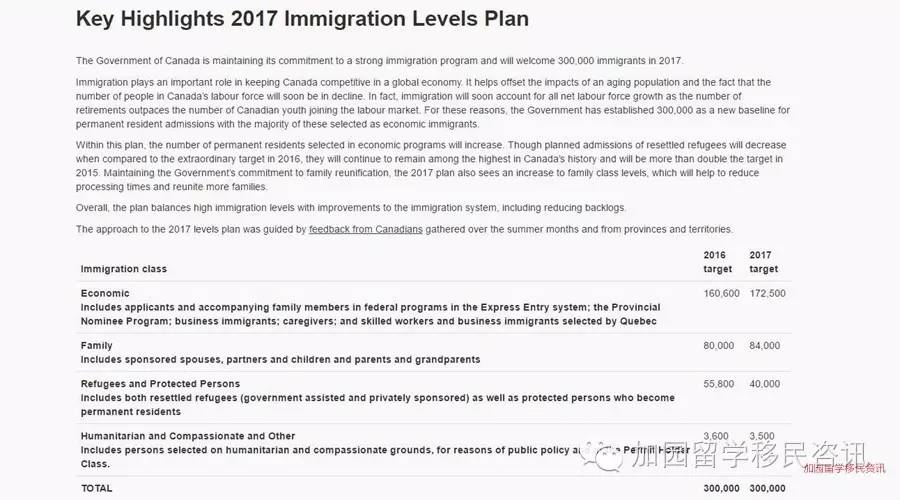 Key Highlights 2017 Immigration Levels Plan
The Government of Canada is maintaining its commitment to a strong immigration program and will welcome 300,000 immigrants in 2017.
Immigration plays an important role in keeping Canada competitive in a global economy. It helps offset the impacts of an aging population and the fact that the
number of people in Canada's labour force will soon be in decline. In fact, immigration will soon account for all net labour force growth as the number of
retirements outpaces the number of Canadian youth joining the labour market. For these reasons, the Government has established 300,000 as a new baseline for
permanent resident admissions with the majority of these selected as economic immigrants.
Within this plan, the number of permanent residents selected in economic programs will increase. Though planned admissions of resettled refugees will decrease
when compared to the extraordinary target in 2016, they will continue to remain among the highest in Canada's history and will be more than double the target in
2015. Maintaining the Government's commitment to family reunification, the 2017 plan also sees an increase to family class levels, which will help to reduce
processing times and reunite more families.
Overall, the plan balances high immigration levels with improvements to the immigration system, including reducing backlogs.
The approach to the 2017 levels plan was guided by feedback from Canadians gathered over the summer months and from provinces and territories.
Immigration class 2016 target 2017 target
Economic 160,600 172,500
Includes applicants and accompanying family members in federal programs in the Express Entry system; the Provincial
Nominee Program; business immigrants; caregivers; and skilled workers and business immigrants selected by Quebec
Family 80,000 84,000
Includes sponsored spouses, partners and children and parents and grandparents
Refugees and Protected Persons 55,800 40,000
Includes both resettled refugees (government assisted and privately sponsored) as well as protected persons who become
permanent residents
Humanitarian and Compassionate and Other 3,600 3,500
Includes persons selected on humanitarian and compassionate grounds, for reasons of public policy Permit Holder
Class.
加园留学移民咨讯
加园留学移民资讯
TOTAL 300,000 300,000